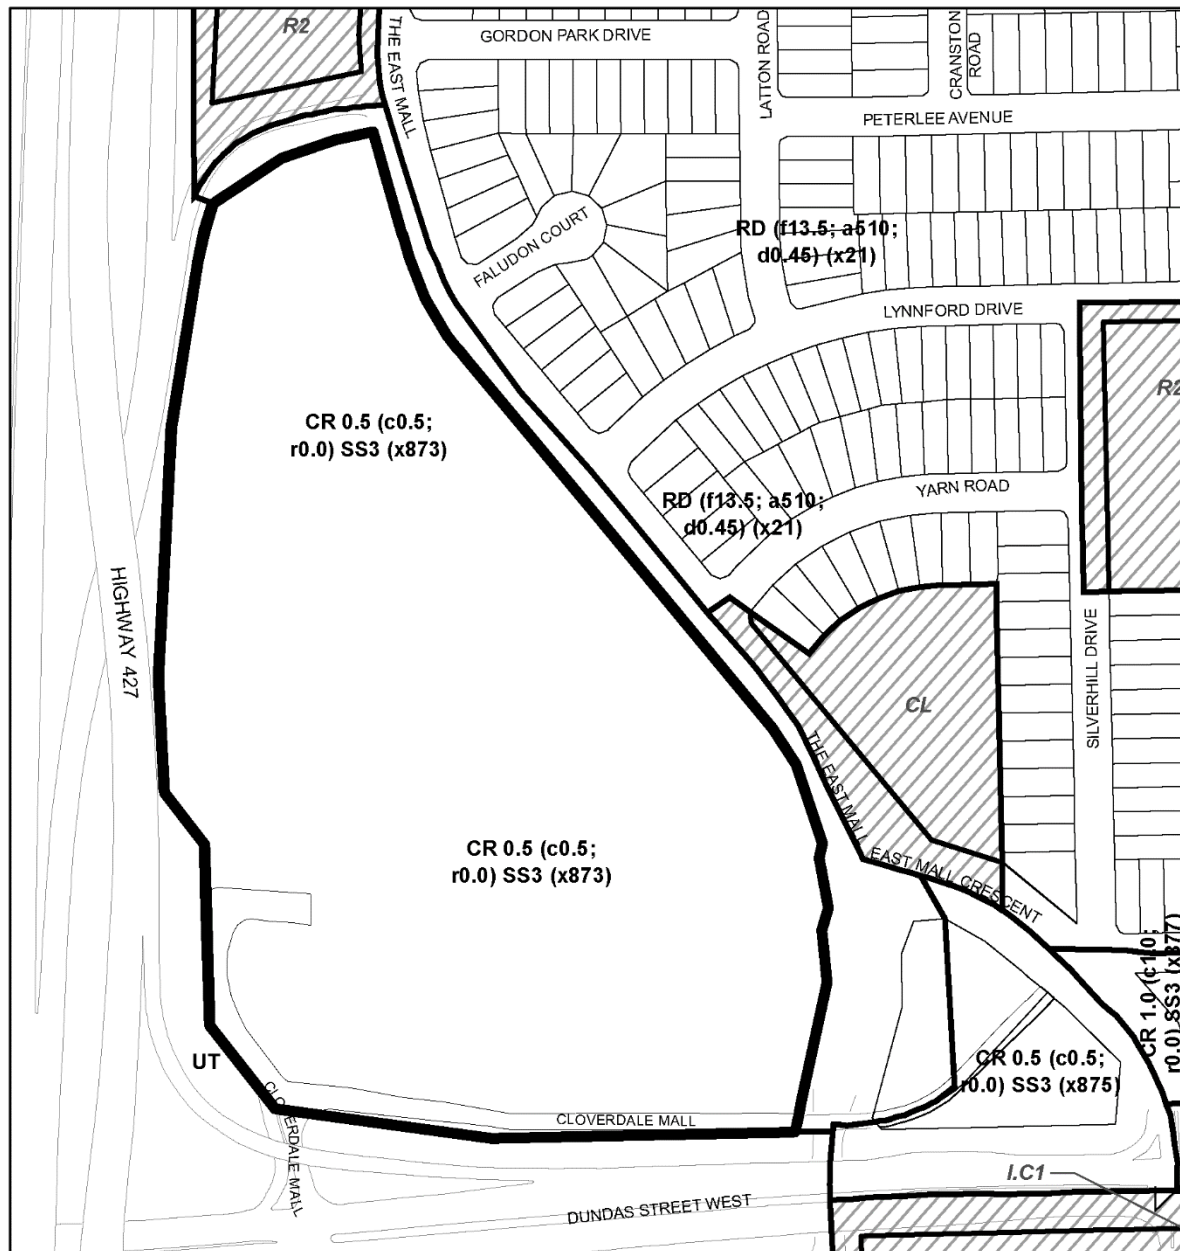 R2
THE EAST MALL
GORDON PARK DRIVE
LATTON ROAD
CRANSTON
ROAD
PETERLEE AVENUE
FALUDON COURT
RD (f13.5; a510;
d0.45) (x21)
LYNNFORD DRIVE
R2
CR 0.5 (c0.5;
r0.0) SS3 (x873)
YARN ROAD
RD (f13.5; a510;
d0.45) (x21)
HIGHWAY 427
SILVERHILL DRIVE
CL
THE EAST MALL
CR 0.5 (c0.5;
r0.0) SS3 (x873)
EAST MALL CRESCENT
CR 1.0 (c1.0;
r0.0) SS3 (x377)
UT
CR 0.5 (c0.5;
r0.0) SS3 (x875)
CLOVERDALE MALL
CLOVERDALE MALL
I.C1
DUNDAS STREET WEST